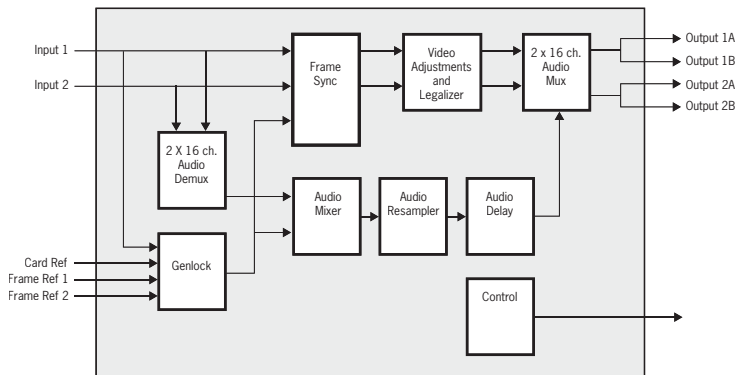 Input 1
Input 2
Card Ref
Frame Ref 1
Frame Ref 2
Frame
Sync
Video
Adjustments
and
Legalizer
2 x 16 ch.
Audio
Mux
Output 1A
Output 1B
Output 2A
Output 2B
2 X 16 ch.
Audio
Demux
Audio
Mixer
Audio
Resampler
Audio
Delay
Genlock
Control